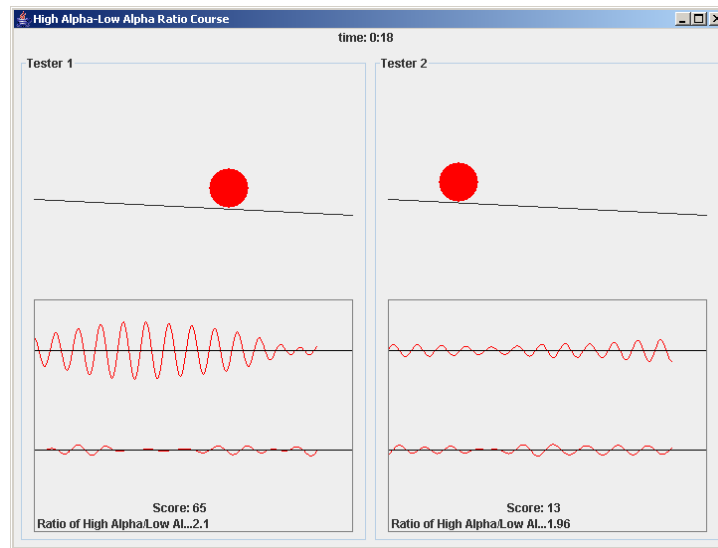 High Alpha-Low Alpha Ratio Course
time: 0:18
Tester 1
Tester 2
Score: 65
Ratio of High Alpha/Low Al...2.1
Score: 13
Ratio of High Alpha/Low Al...1.96